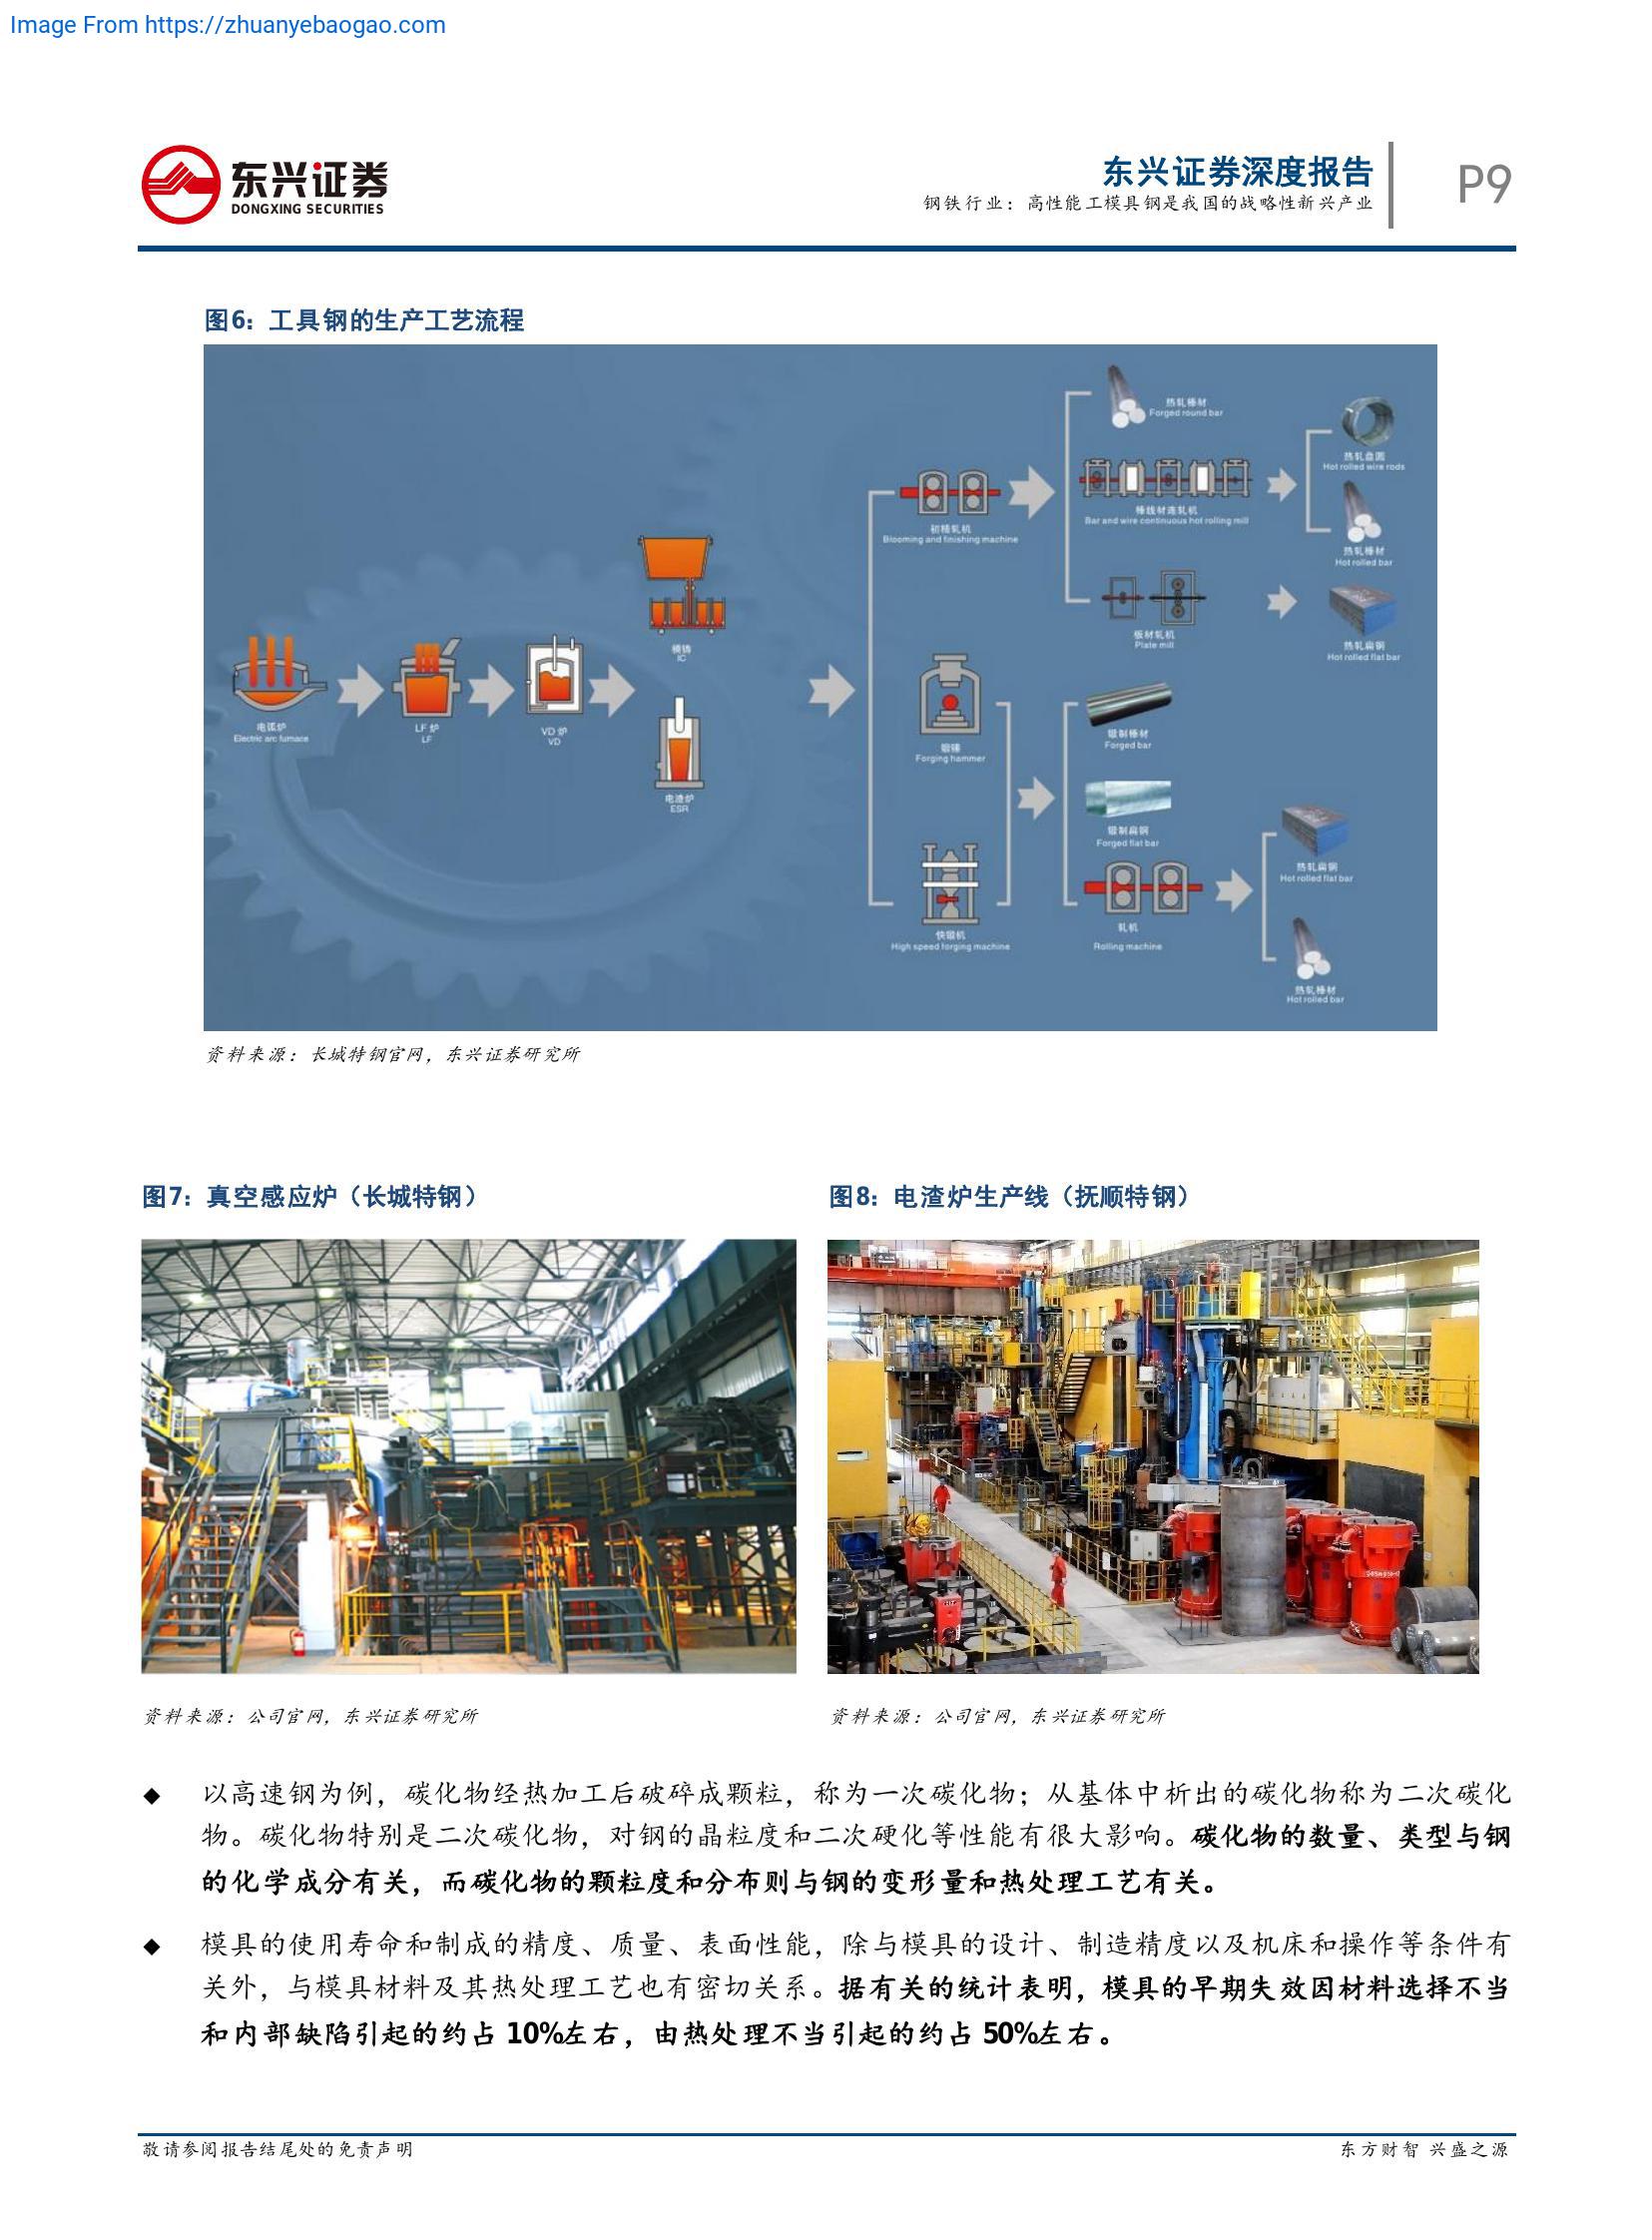 Image From https://zhuanyebaogao.com
东兴证券
DONGXING SECURITIES
东兴证券深度报告
钢铁行业：高性能工模具钢是我国的战略性新兴产业
P9
图6：工具钢的生产工艺流程
电弧炉
Electric arc furnace
LF 炉
LF
VD 炉
VD
模铸
IC
电渣炉
ESR
初精轧机
Blooming and finishing machine
热轧棒材
Forged round bar
棒线材连轧机
Bar and wire continuous hot rolling mill
热轧盘圆
Hot rolled wire rods
热轧棒材
Hot rolled bar
板材轧机
Plate mill
热轧扁钢
Hot rolled flat bar
锻锤
Forging hammer
快锻机
High speed forging machine
锻制棒材
Forged bar
锻制扁钢
Forged flat bar
轧机
Rolling machine
热轧扁钢
Hot rolled flat bar
热轧棒材
Hot rolled bar
资料来源：长城特钢官网，东兴证券研究所
图7：真空感应炉（长城特钢）
图8：电渣炉生产线（抚顺特钢）
资料来源：公司官网，东兴证券研究所
资料来源：公司官网，东兴证券研究所
◆ 以高速钢为例，碳化物经热加工后破碎成颗粒，称为一次碳化物；从基体中析出的碳化物称为二次碳化
物。碳化物特别是二次碳化物，对钢的晶粒度和二次硬化等性能有很大影响。碳化物的数量、类型与钢
的化学成分有关，而碳化物的颗粒度和分布则与钢的变形量和热处理工艺有关。
◆ 模具的使用寿命和制成的精度、质量、表面性能，除与模具的设计、制造精度以及机床和操作等条件有
关外，与模具材料及其热处理工艺也有密切关系。据有关的统计表明，模具的早期失效因材料选择不当
和内部缺陷引起的约占 10%左右，由热处理不当引起的约占 50%左右。
敬请参阅报告结尾处的免责声明
东方财智 兴盛之源